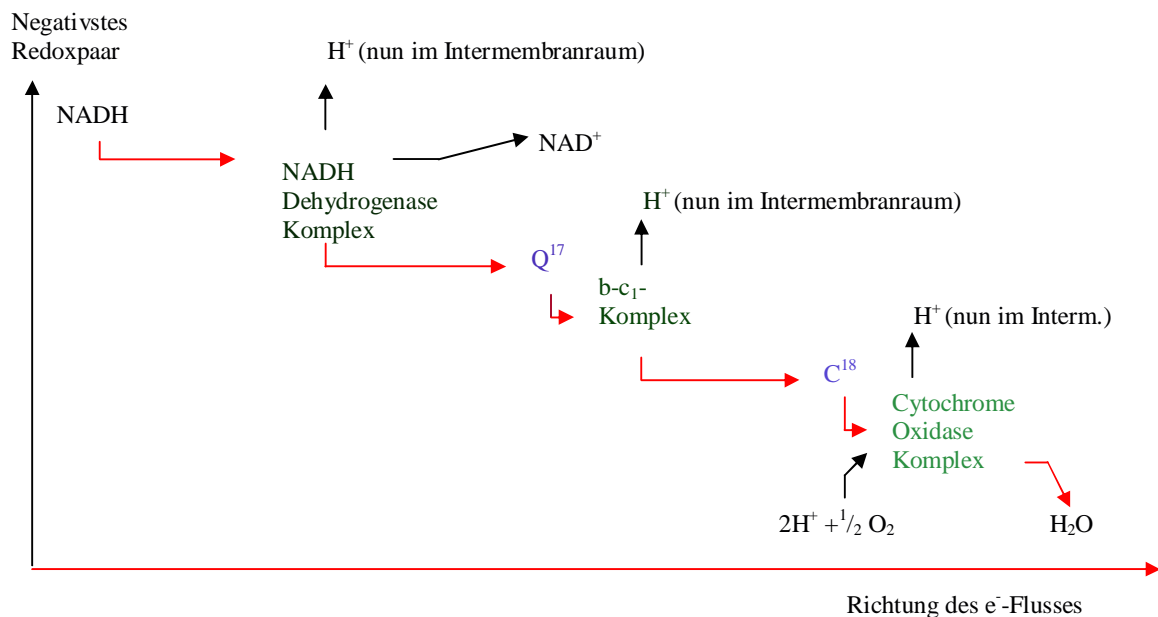 Negativstes
Redoxpaar
H⁺ (nun im Intermembranraum)
NADH
NAD⁺
NADH
Dehydrogenase
Komplex
H⁺ (nun im Intermembranraum)
Q¹⁷
b-c₁-
Komplex
H⁺ (nun im Interm.)
C¹⁸
Cytochrome
Oxidase
Komplex
2H⁺ +¹/₂ O₂
H₂O
Richtung des e⁻-Flusses